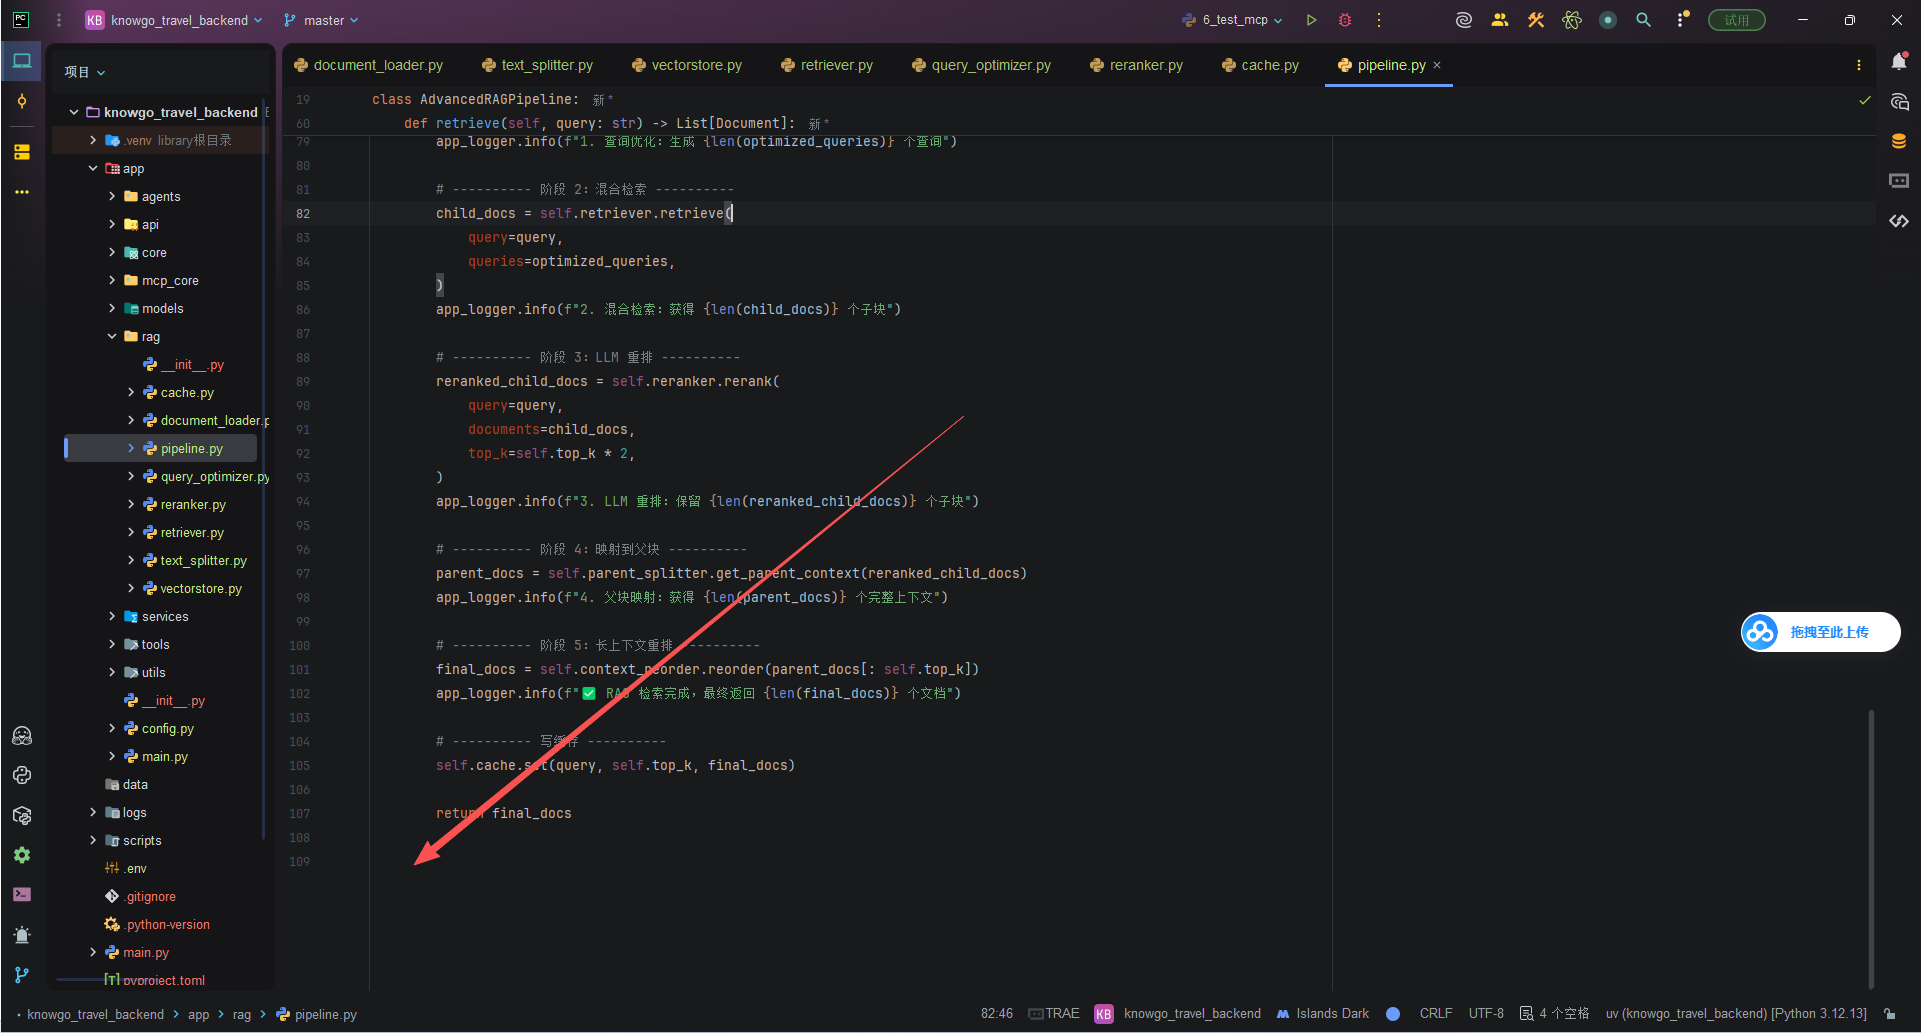 KB knowgo_travel_backend master 6_test_mcp 试用
项目
knowgo_travel_backend
.venv library根目录
app
agents
api
core
mcp_core
models
rag
__init__.py
cache.py
document_loader.p
pipeline.py
query_optimizer.py
reranker.py
retriever.py
text_splitter.py
vectorstore.py
services
tools
utils
__init__.py
config.py
main.py
data
logs
scripts
.env
.gitignore
.python-version
main.py
pyproject.toml
document_loader.py text_splitter.py vectorstore.py retriever.py query_optimizer.py reranker.py cache.py pipeline.py
19 class AdvancedRAGPipeline: 新 *
60 def retrieve(self, query: str) -> List[Document]: 新 *
79 app_logger.info(f"1. 查询优化：生成 {len(optimized_queries)} 个查询")
80
81 # ---------- 阶段 2：混合检索 ----------
82 child_docs = self.retriever.retrieve(
83 query=query,
84 queries=optimized_queries,
85 )
86 app_logger.info(f"2. 混合检索：获得 {len(child_docs)} 个子块")
87
88 # ---------- 阶段 3：LLM 重排 ----------
89 reranked_child_docs = self.reranker.rerank(
90 query=query,
91 documents=child_docs,
92 top_k=self.top_k * 2,
93 )
94 app_logger.info(f"3. LLM 重排：保留 {len(reranked_child_docs)} 个子块")
95
96 # ---------- 阶段 4：映射到父块 ----------
97 parent_docs = self.parent_splitter.get_parent_context(reranked_child_docs)
98 app_logger.info(f"4. 父块映射：获得 {len(parent_docs)} 个完整上下文")
99
100 # ---------- 阶段 5：长上下文重排 ----------
101 final_docs = self.context_reorder.reorder(parent_docs[: self.top_k])
102 app_logger.info(f"✅ RAG 检索完成，最终返回 {len(final_docs)} 个文档")
103
104 # ---------- 写缓存 ----------
105 self.cache.set(query, self.top_k, final_docs)
106
107 return final_docs
108
109
拖拽至此上传
knowgo_travel_backend > app > rag > pipeline.py 82:46 TRAE KB knowgo_travel_backend Islands Dark CRLF UTF-8 4 个空格 uv (knowgo_travel_backend) [Python 3.12.13]